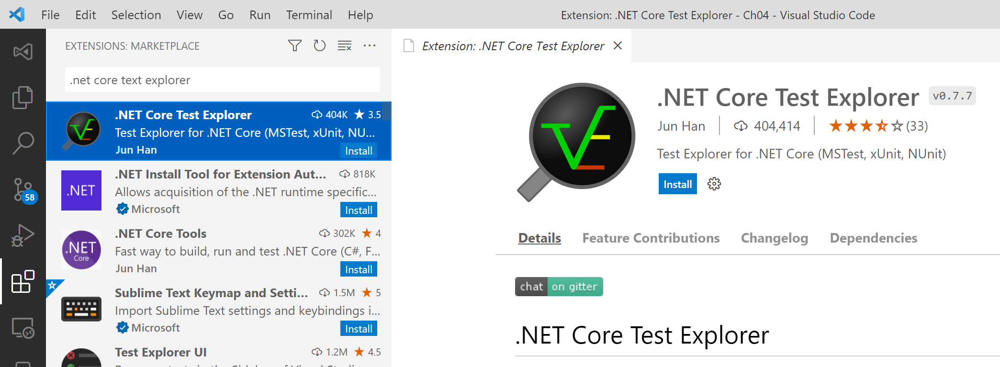 File Edit Selection View Go Run Terminal Help Extension: .NET Core Test Explorer - Ch04 - Visual Studio Code
EXTENSIONS: MARKETPLACE
.net core text explorer
.NET Core Test Explorer 404K 3.5
Test Explorer for .NET Core (MSTest, xUnit, NU...
Jun Han Install
.NET
.NET Install Tool for Extension Aut... 818K
Allows acquisition of the .NET runtime specific...
Microsoft Install
.NET
Core
.NET Core Tools 302K 4
Fast way to build, run and test .NET Core (C#, F...
Jun Han Install
Sublime Text Keymap and Setti... 1.5M 5
Import Sublime Text settings and keybindings i...
Microsoft Install
Test Explorer UI 1.2M 4.5
58
Extension: .NET Core Test Explorer
.NET Core Test Explorer v0.7.7
Jun Han 404,414 (33)
Test Explorer for .NET Core (MSTest, xUnit, NUnit)
Install
Details Feature Contributions Changelog Dependencies
chat on gitter
.NET Core Test Explorer